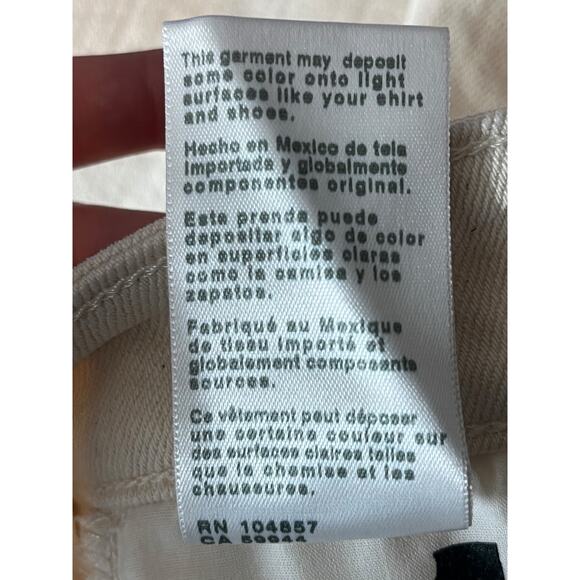 This garment may deposit
some color onto light
surfaces like your shirt
and shoes.
Hecho en Mexico de tela
importada y globalmente
componentes original.
Esta prenda puede
depositar algo de color
en superficies claras
como la camisa y los
zapatos.
Fabriqué au Mexique
de tissu importé et
globalement composants
sources.
Ce vêtement peut déposer
une certaine couleur sur
des surfaces claires telles
que la chemise et les
chaussures.
RN 104857
CA 59944